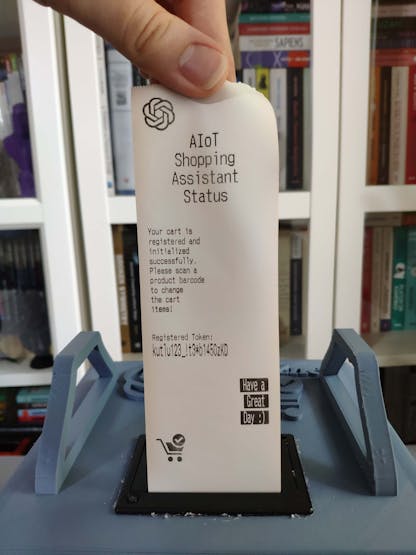 SAPIENS
AIoT
Shopping
Assistant
Status
Your cart is
registered and
initialized
successfully.
Please scan a
product barcode
to change
the cart
items!
Registered Token:
Have a
Great
Day :)